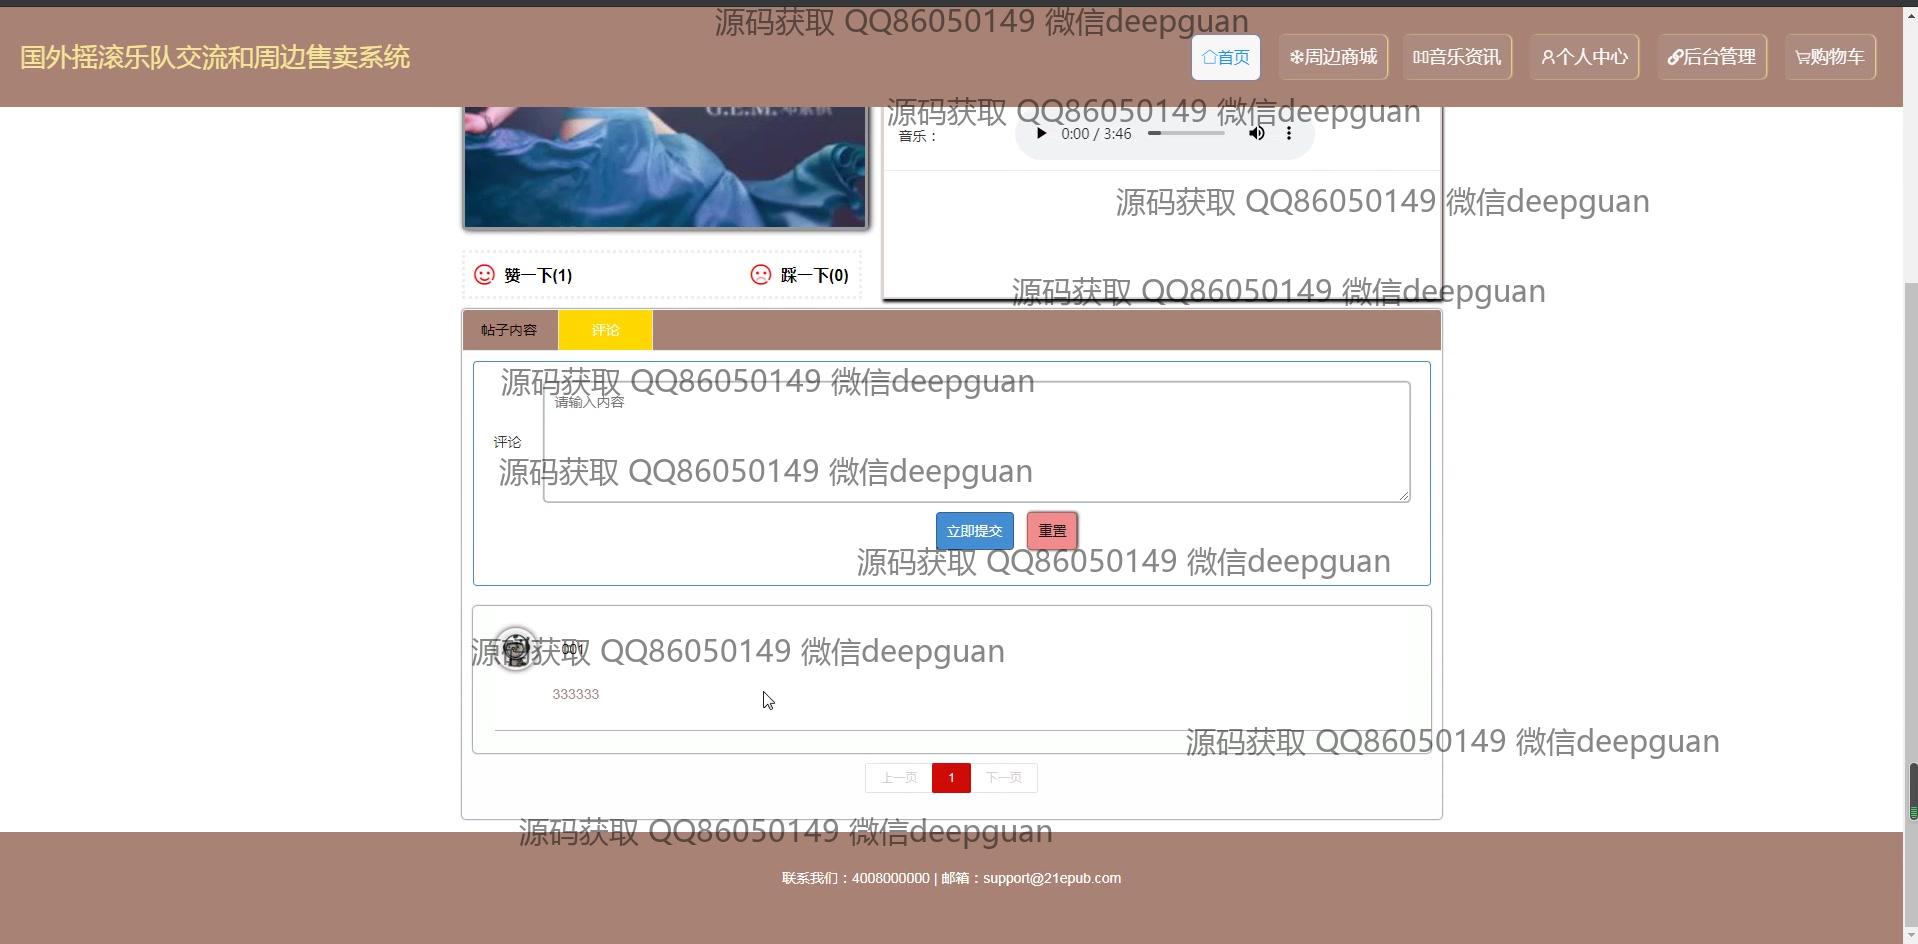 源码获取 QQ86050149 微信deepguan
国外摇滚乐队交流和周边售卖系统
首页
周边商城
音乐资讯
个人中心
后台管理
购物车
G.E.M.
源码获取 QQ86050149 微信deepguan
音乐：
0:00 / 3:46
源码获取 QQ86050149 微信deepguan
赞一下(1)
踩一下(0)
源码获取 QQ86050149 微信deepguan
帖子内容
评论
源码获取 QQ86050149 微信deepguan
请输入内容
评论
源码获取 QQ86050149 微信deepguan
立即提交
重置
源码获取 QQ86050149 微信deepguan
源码获取 QQ86050149 微信deepguan
001
333333
源码获取 QQ86050149 微信deepguan
上一页
1
下一页
源码获取 QQ86050149 微信deepguan
联系我们：4008000000 | 邮箱：support@21epub.com